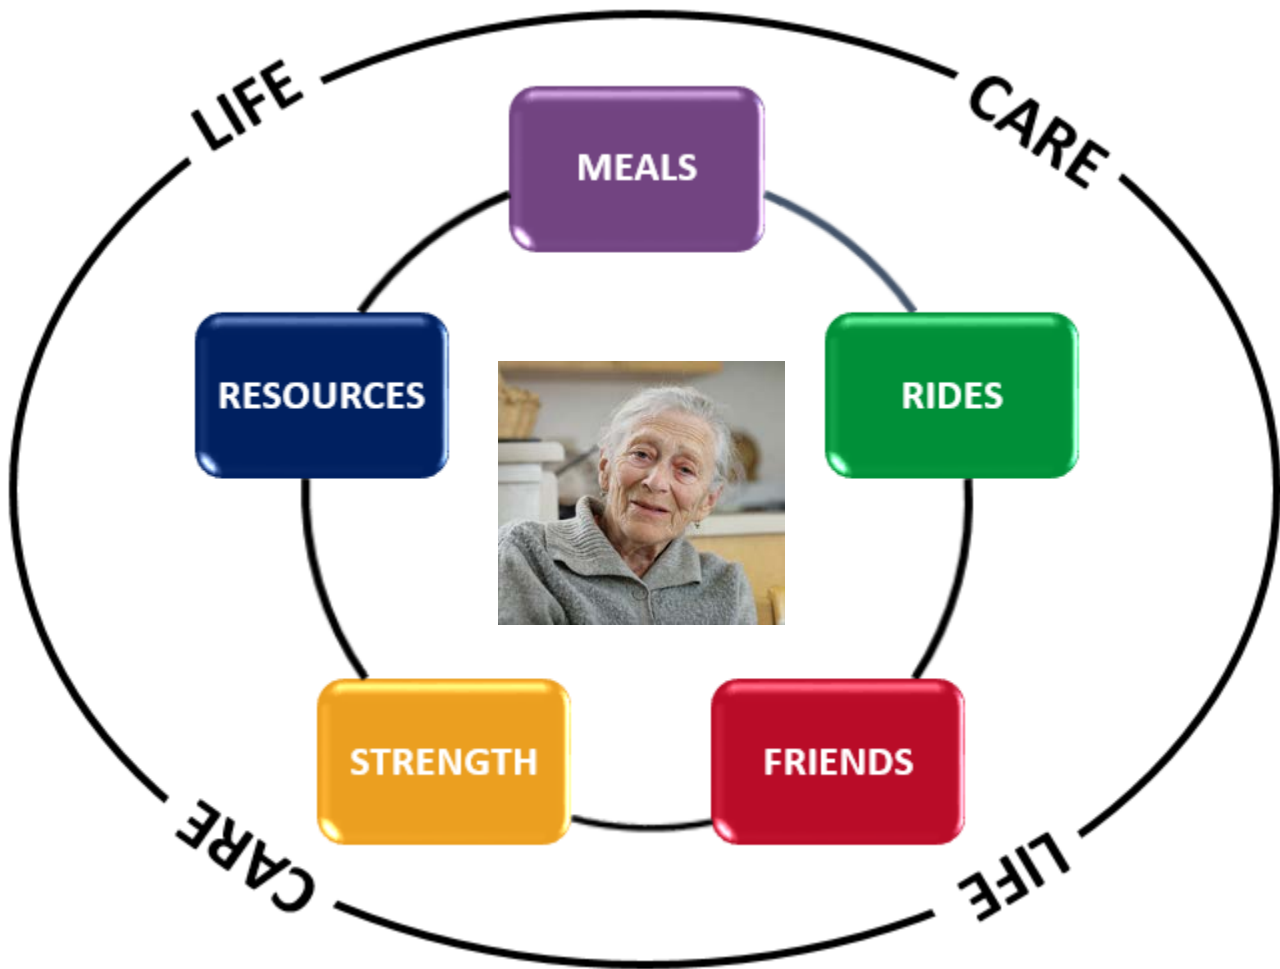 LIFE
CARE
MEALS
RESOURCES
RIDES
STRENGTH
FRIENDS
CARE
LIFE